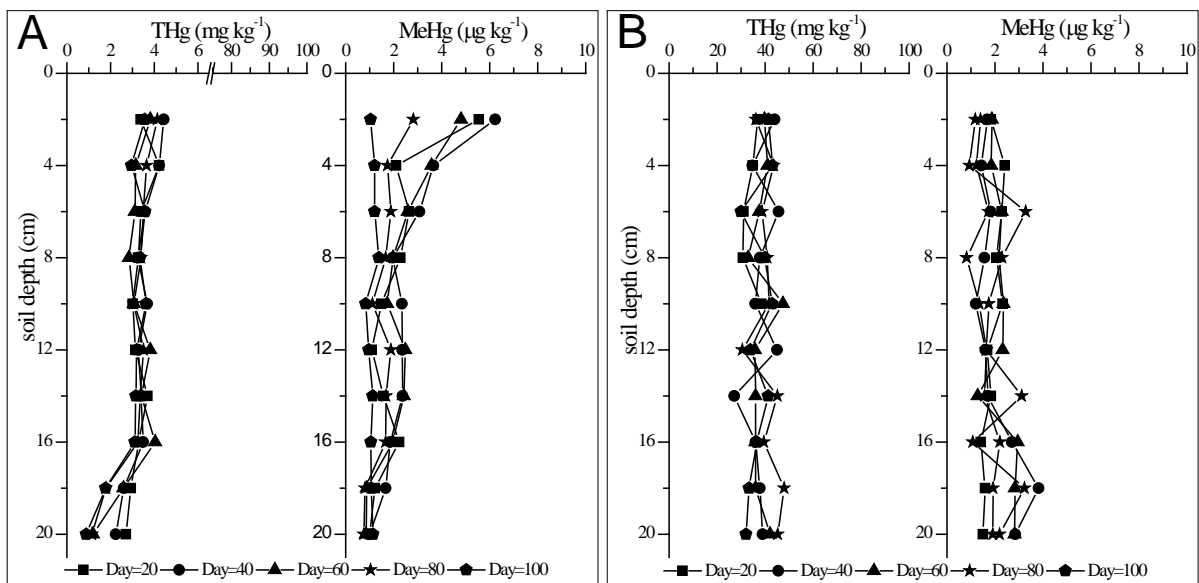 A
THg (mg kg-1) MeHg (μg kg-1)
0 2 4 6 80 90 100 0 2 4 6 8 10
0
4
8
12
16
20
soil depth (cm)
Day=20 Day=40 Day=60 Day=80 Day=100
B
THg (mg kg-1) MeHg (μg kg-1)
0 20 40 60 80 100 0 2 4 6 8 10
0
4
8
12
16
20
soil depth (cm)
Day=20 Day=40 Day=60 Day=80 Day=100